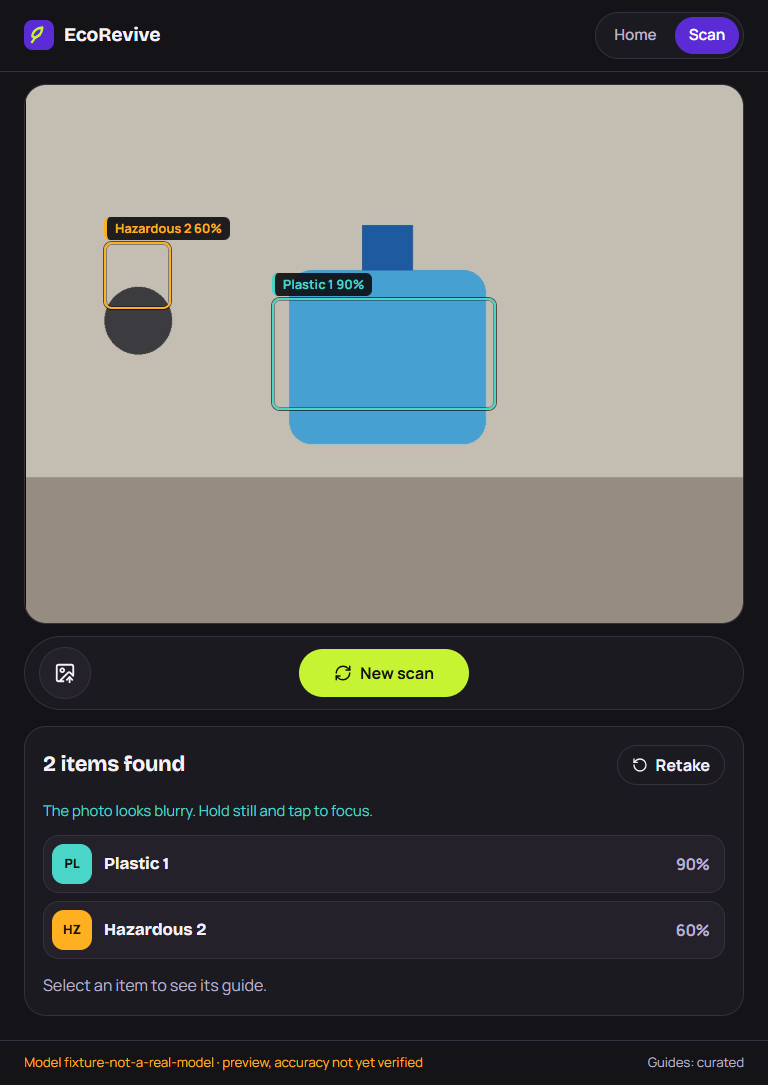 EcoRevive
Home
Scan
Hazardous 2 60%
Plastic 1 90%
New scan
2 items found
Retake
The photo looks blurry. Hold still and tap to focus.
PL
Plastic 1
90%
HZ
Hazardous 2
60%
Select an item to see its guide.
Model fixture-not-a-real-model · preview, accuracy not yet verified
Guides: curated